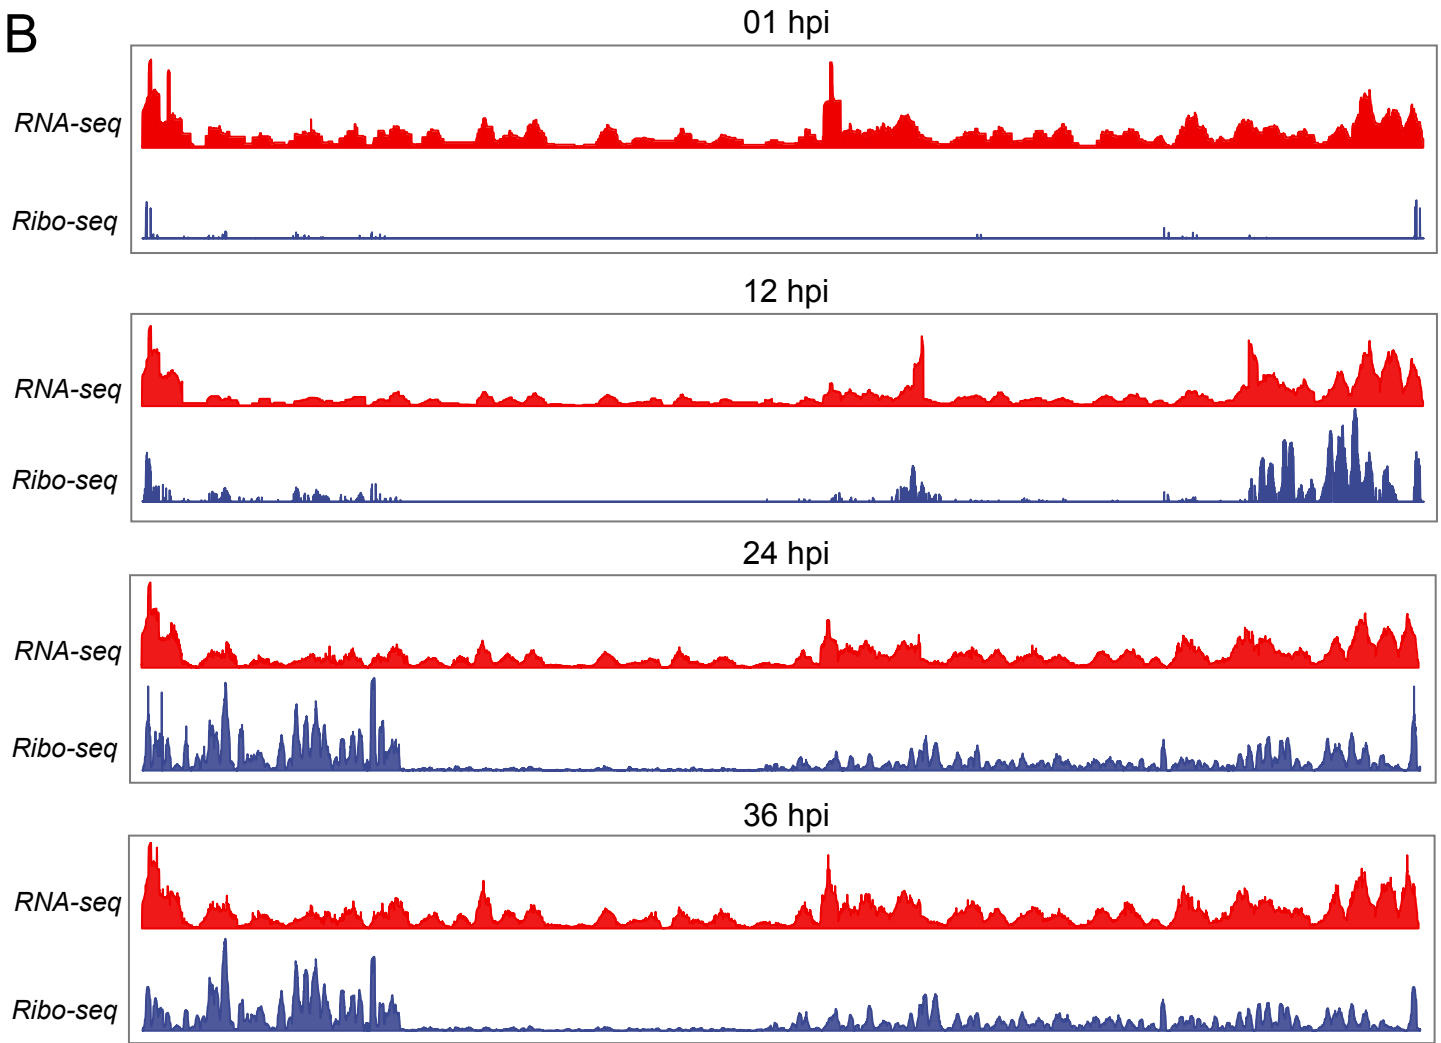 B
01 hpi
RNA-seq
Ribo-seq
12 hpi
RNA-seq
Ribo-seq
24 hpi
RNA-seq
Ribo-seq
36 hpi
RNA-seq
Ribo-seq